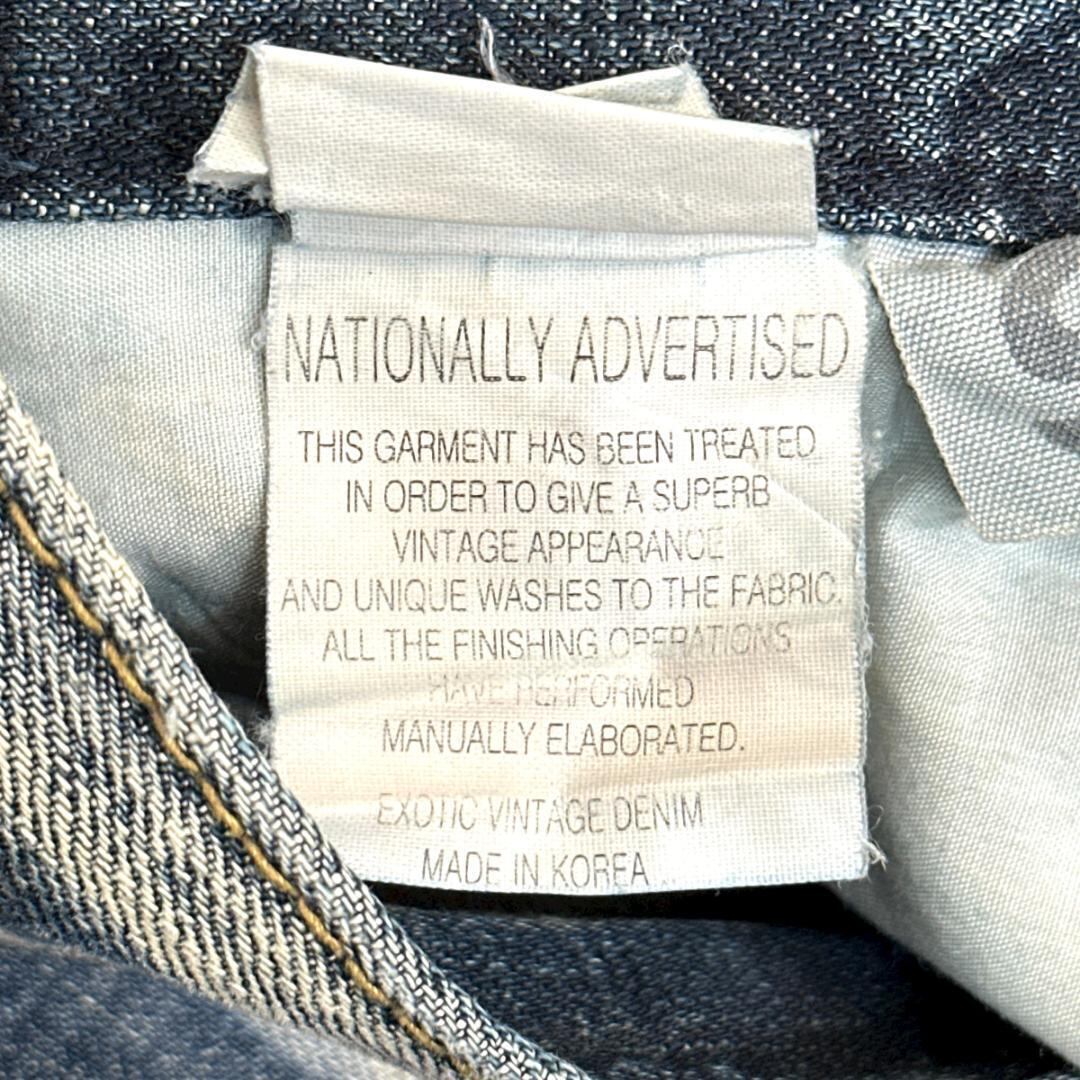 NATIONALLY ADVERTISED
THIS GARMENT HAS BEEN TREATED
IN ORDER TO GIVE A SUPERB
VINTAGE APPEARANCE
AND UNIQUE WASHES TO THE FABRIC.
ALL THE FINISHING OPERATIONS
HAVE PERFORMED
MANUALLY ELABORATED.
EXOTIC VINTAGE DENIM
MADE IN KOREA